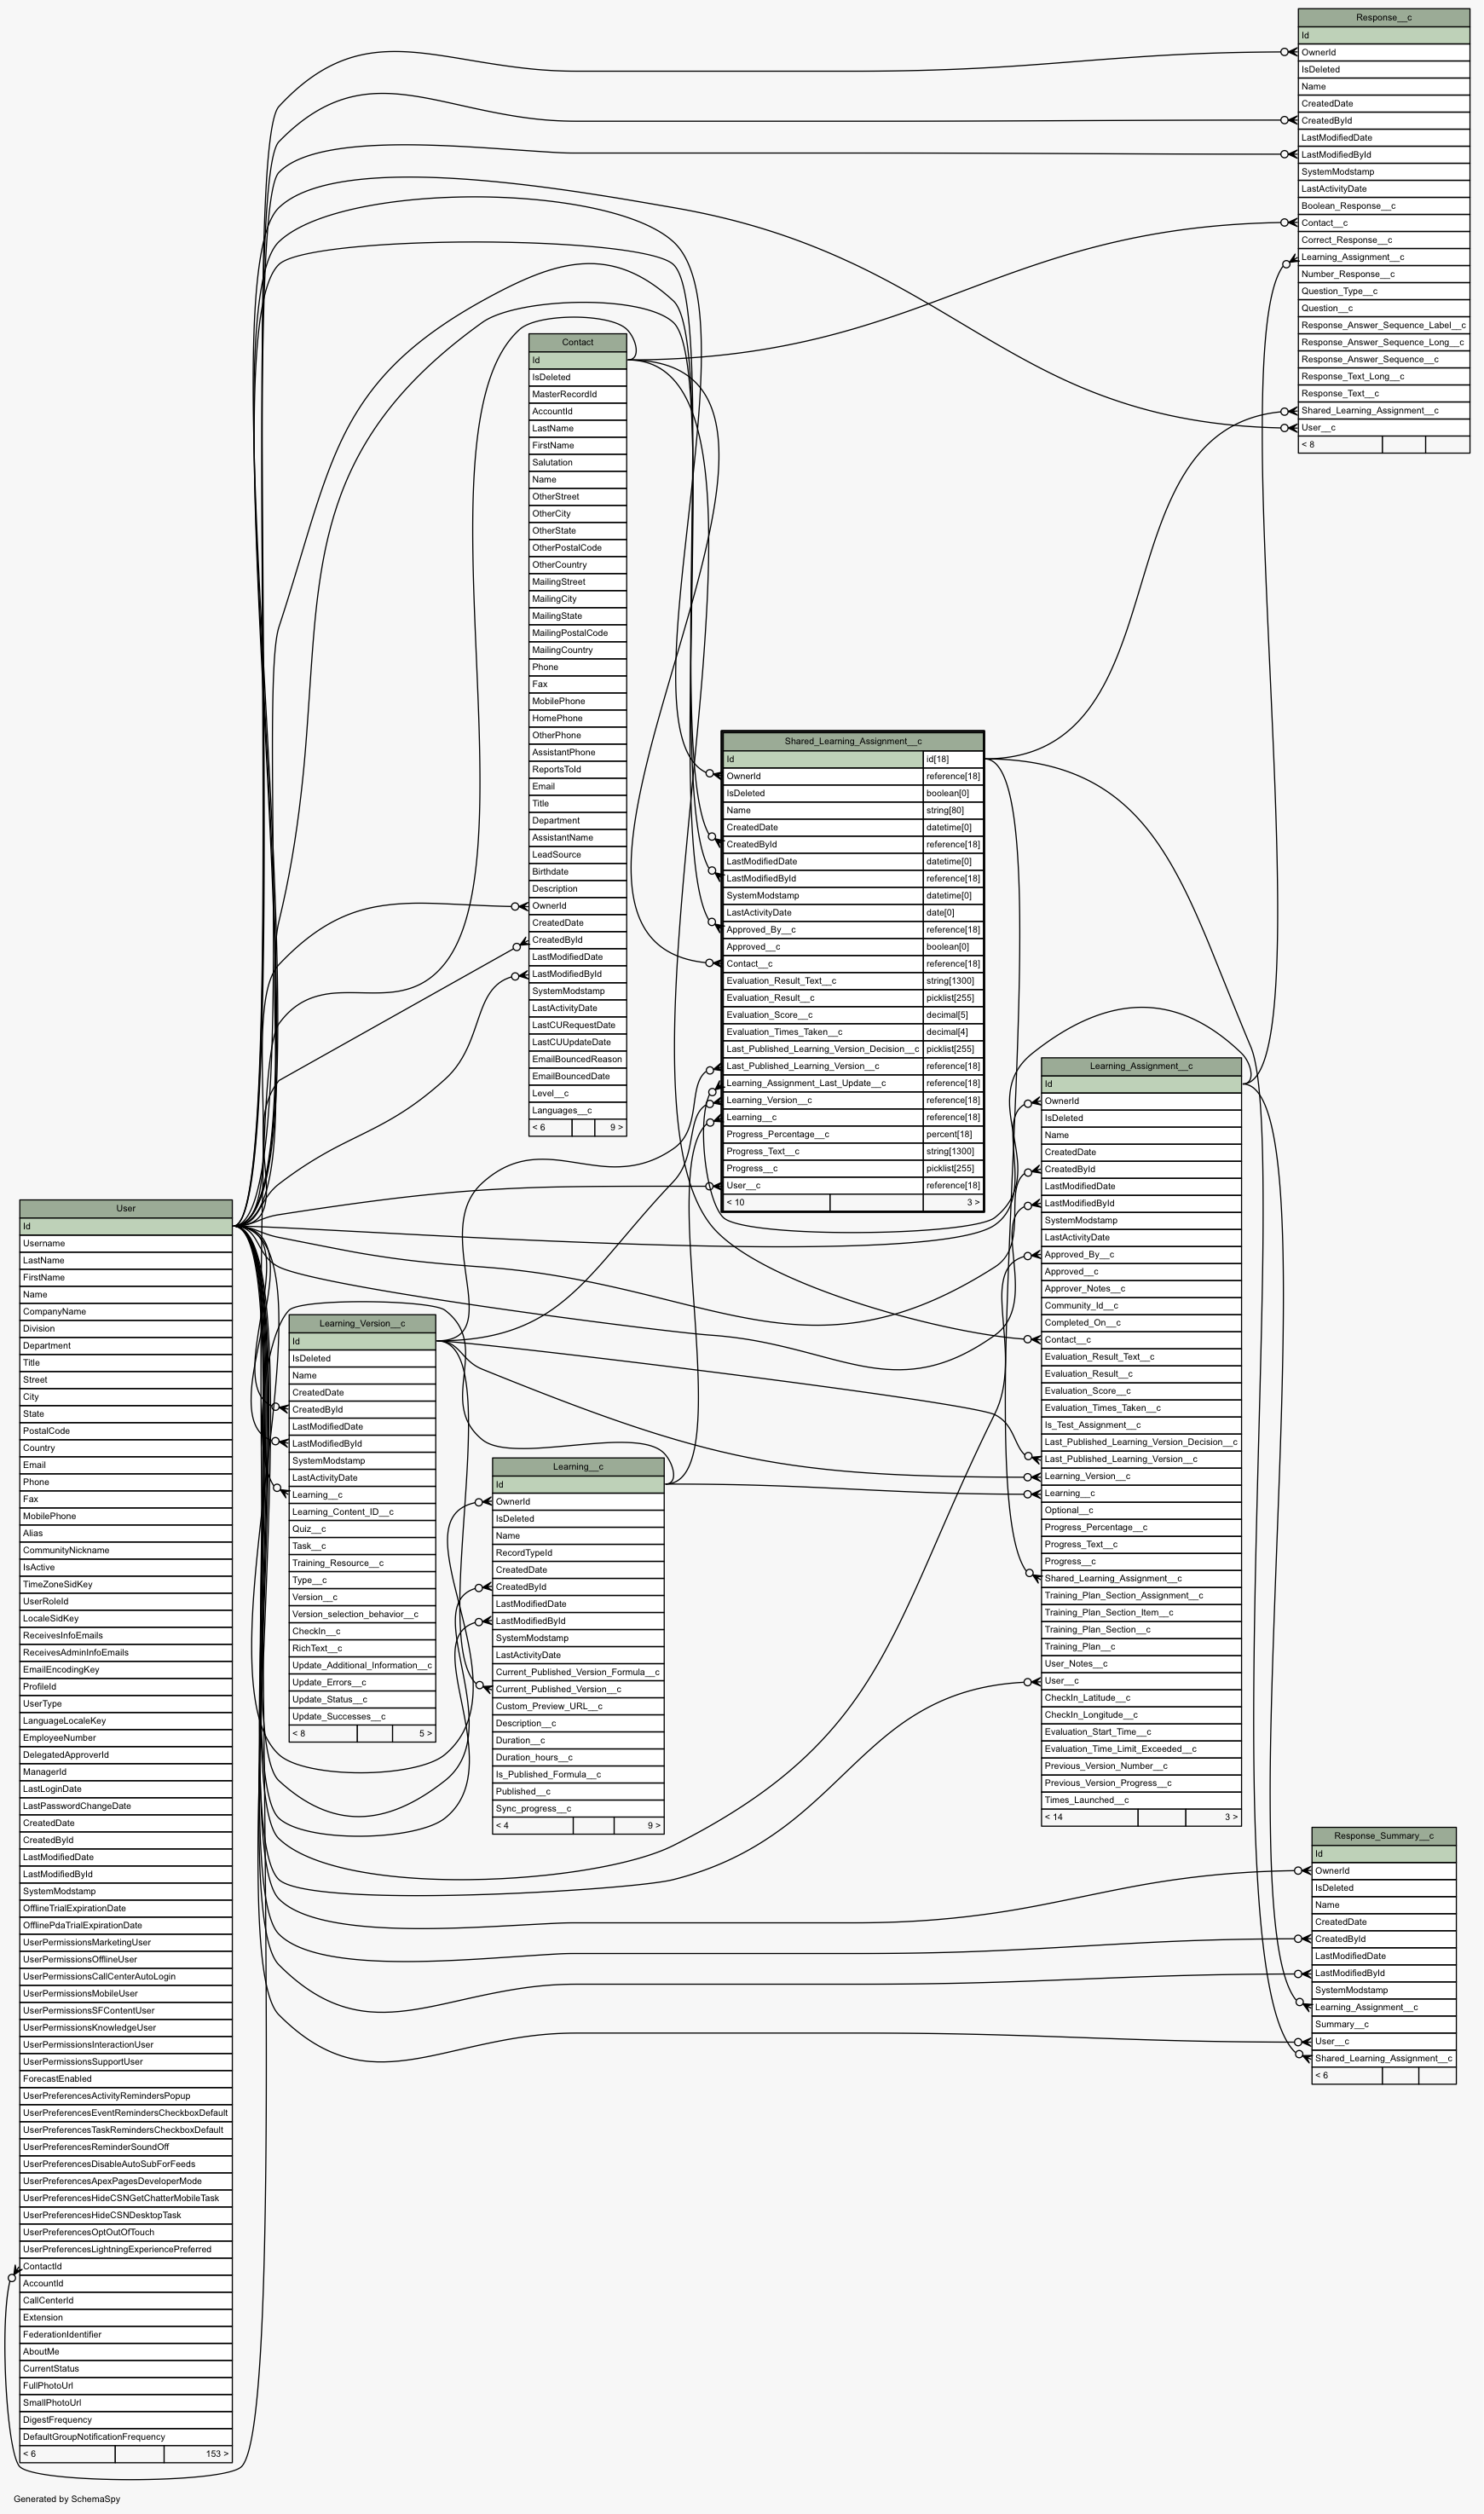 Response__c
Id
OwnerId
IsDeleted
Name
CreatedDate
CreatedById
LastModifiedDate
LastModifiedById
SystemModstamp
LastActivityDate
Boolean_Response__c
Contact__c
Correct_Response__c
Learning_Assignment__c
Number_Response__c
Question_Type__c
Question__c
Response_Answer_Sequence_Label__c
Response_Answer_Sequence_Long__c
Response_Answer_Sequence__c
Response_Text_Long__c
Response_Text__c
Shared_Learning_Assignment__c
User__c
< 8
Contact
Id
IsDeleted
MasterRecordId
AccountId
LastName
FirstName
Salutation
Name
OtherStreet
OtherCity
OtherState
OtherPostalCode
OtherCountry
MailingStreet
MailingCity
MailingState
MailingPostalCode
MailingCountry
Phone
Fax
MobilePhone
HomePhone
OtherPhone
AssistantPhone
ReportsToId
Email
Title
Department
AssistantName
LeadSource
Birthdate
Description
OwnerId
CreatedDate
CreatedById
LastModifiedDate
LastModifiedById
SystemModstamp
LastActivityDate
LastCURequestDate
LastCUUpdateDate
EmailBouncedReason
EmailBouncedDate
Level__c
Languages__c
< 6 9 >
Shared_Learning_Assignment__c
Id id[18]
OwnerId reference[18]
IsDeleted boolean[0]
Name string[80]
CreatedDate datetime[0]
CreatedById reference[18]
LastModifiedDate datetime[0]
LastModifiedById reference[18]
SystemModstamp datetime[0]
LastActivityDate date[0]
Approved_By__c reference[18]
Approved__c boolean[0]
Contact__c reference[18]
Evaluation_Result_Text__c string[1300]
Evaluation_Result__c picklist[255]
Evaluation_Score__c decimal[5]
Evaluation_Times_Taken__c decimal[4]
Last_Published_Learning_Version_Decision__c picklist[255]
Last_Published_Learning_Version__c reference[18]
Learning_Assignment_Last_Update__c reference[18]
Learning_Version__c reference[18]
Learning__c reference[18]
Progress_Percentage__c percent[18]
Progress_Text__c string[1300]
Progress__c picklist[255]
User__c reference[18]
< 10 3 >
Learning_Assignment__c
Id
OwnerId
IsDeleted
Name
CreatedDate
CreatedById
LastModifiedDate
LastModifiedById
SystemModstamp
LastActivityDate
Approved_By__c
Approved__c
Approver_Notes__c
Community_Id__c
Completed_On__c
Contact__c
Evaluation_Result_Text__c
Evaluation_Result__c
Evaluation_Score__c
Evaluation_Times_Taken__c
Is_Test_Assignment__c
Last_Published_Learning_Version_Decision__c
Last_Published_Learning_Version__c
Learning_Version__c
Learning__c
Optional__c
Progress_Percentage__c
Progress_Text__c
Progress__c
Shared_Learning_Assignment__c
Training_Plan_Section_Assignment__c
Training_Plan_Section_Item__c
Training_Plan_Section__c
Training_Plan__c
User_Notes__c
User__c
CheckIn_Latitude__c
CheckIn_Longitude__c
Evaluation_Start_Time__c
Evaluation_Time_Limit_Exceeded__c
Previous_Version_Number__c
Previous_Version_Progress__c
Times_Launched__c
< 14 3 >
User
Id
Username
LastName
FirstName
Name
CompanyName
Division
Department
Title
Street
City
State
PostalCode
Country
Email
Phone
Fax
MobilePhone
Alias
CommunityNickname
IsActive
TimeZoneSidKey
UserRoleId
LocaleSidKey
ReceivesInfoEmails
ReceivesAdminInfoEmails
EmailEncodingKey
ProfileId
UserType
LanguageLocaleKey
EmployeeNumber
DelegatedApproverId
ManagerId
LastLoginDate
LastPasswordChangeDate
CreatedDate
CreatedById
LastModifiedDate
LastModifiedById
SystemModstamp
OfflineTrialExpirationDate
OfflinePdaTrialExpirationDate
UserPermissionsMarketingUser
UserPermissionsOfflineUser
UserPermissionsCallCenterAutoLogin
UserPermissionsMobileUser
UserPermissionsSFContentUser
UserPermissionsKnowledgeUser
UserPermissionsInteractionUser
UserPermissionsSupportUser
ForecastEnabled
UserPreferencesActivityRemindersPopup
UserPreferencesEventRemindersCheckboxDefault
UserPreferencesTaskRemindersCheckboxDefault
UserPreferencesReminderSoundOff
UserPreferencesDisableAutoSubForFeeds
UserPreferencesApexPagesDeveloperMode
UserPreferencesHideCSNGetChatterMobileTask
UserPreferencesHideCSNDesktopTask
UserPreferencesOptOutOfTouch
UserPreferencesLightningExperiencePreferred
ContactId
AccountId
CallCenterId
Extension
FederationIdentifier
AboutMe
CurrentStatus
FullPhotoUrl
SmallPhotoUrl
DigestFrequency
DefaultGroupNotificationFrequency
< 6 153 >
Learning_Version__c
Id
IsDeleted
Name
CreatedDate
CreatedById
LastModifiedDate
LastModifiedById
SystemModstamp
LastActivityDate
Learning__c
Learning_Content_ID__c
Quiz__c
Task__c
Training_Resource__c
Type__c
Version__c
Version_selection_behavior__c
CheckIn__c
RichText__c
Update_Additional_Information__c
Update_Errors__c
Update_Status__c
Update_Successes__c
< 8 5 >
Learning__c
Id
OwnerId
IsDeleted
Name
RecordTypeId
CreatedDate
CreatedById
LastModifiedDate
LastModifiedById
SystemModstamp
LastActivityDate
Current_Published_Version_Formula__c
Current_Published_Version__c
Custom_Preview_URL__c
Description__c
Duration__c
Duration_hours__c
Is_Published_Formula__c
Published__c
Sync_progress__c
< 4 9 >
Response_Summary__c
Id
OwnerId
IsDeleted
Name
CreatedDate
CreatedById
LastModifiedDate
LastModifiedById
SystemModstamp
Learning_Assignment__c
Summary__c
User__c
Shared_Learning_Assignment__c
< 6
Generated by SchemaSpy